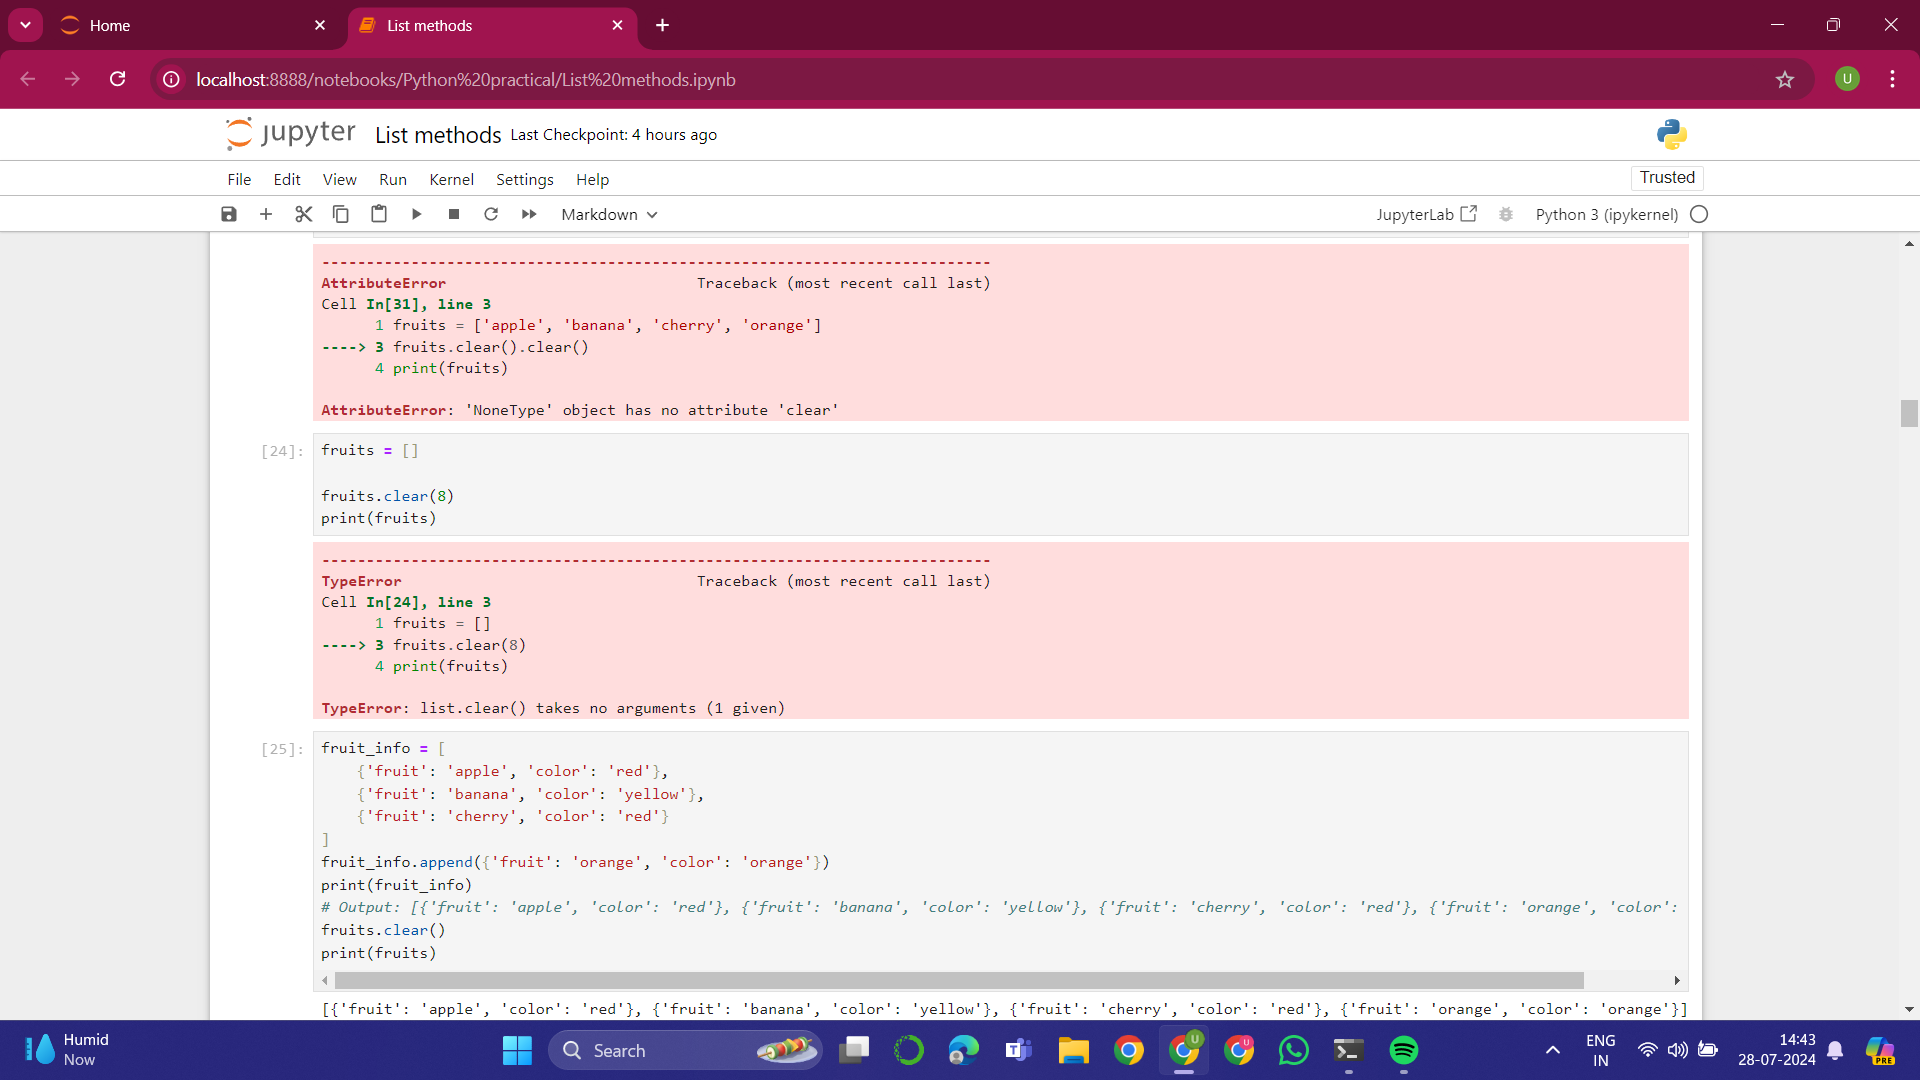 Home
List methods
localhost:8888/notebooks/Python%20practical/List%20methods.ipynb
U
jupyter List methods Last Checkpoint: 4 hours ago
File Edit View Run Kernel Settings Help
Trusted
Markdown
JupyterLab
Python 3 (ipykernel)
---------------------------------------------------------------------------
AttributeError                            Traceback (most recent call last)
Cell In[31], line 3
      1 fruits = ['apple', 'banana', 'cherry', 'orange']
----> 3 fruits.clear().clear()
      4 print(fruits)
AttributeError: 'NoneType' object has no attribute 'clear'
[24]:
fruits = []
fruits.clear(8)
print(fruits)
---------------------------------------------------------------------------
TypeError                                 Traceback (most recent call last)
Cell In[24], line 3
      1 fruits = []
----> 3 fruits.clear(8)
      4 print(fruits)
TypeError: list.clear() takes no arguments (1 given)
[25]:
fruit_info = [
    {'fruit': 'apple', 'color': 'red'},
    {'fruit': 'banana', 'color': 'yellow'},
    {'fruit': 'cherry', 'color': 'red'}
]
fruit_info.append({'fruit': 'orange', 'color': 'orange'})
print(fruit_info)
# Output: [{'fruit': 'apple', 'color': 'red'}, {'fruit': 'banana', 'color': 'yellow'}, {'fruit': 'cherry', 'color': 'red'}, {'fruit': 'orange', 'color':
fruits.clear()
print(fruits)
[{'fruit': 'apple', 'color': 'red'}, {'fruit': 'banana', 'color': 'yellow'}, {'fruit': 'cherry', 'color': 'red'}, {'fruit': 'orange', 'color': 'orange'}]
Humid
Now
Search
U
U
ENG
IN
14:43
28-07-2024
PRE